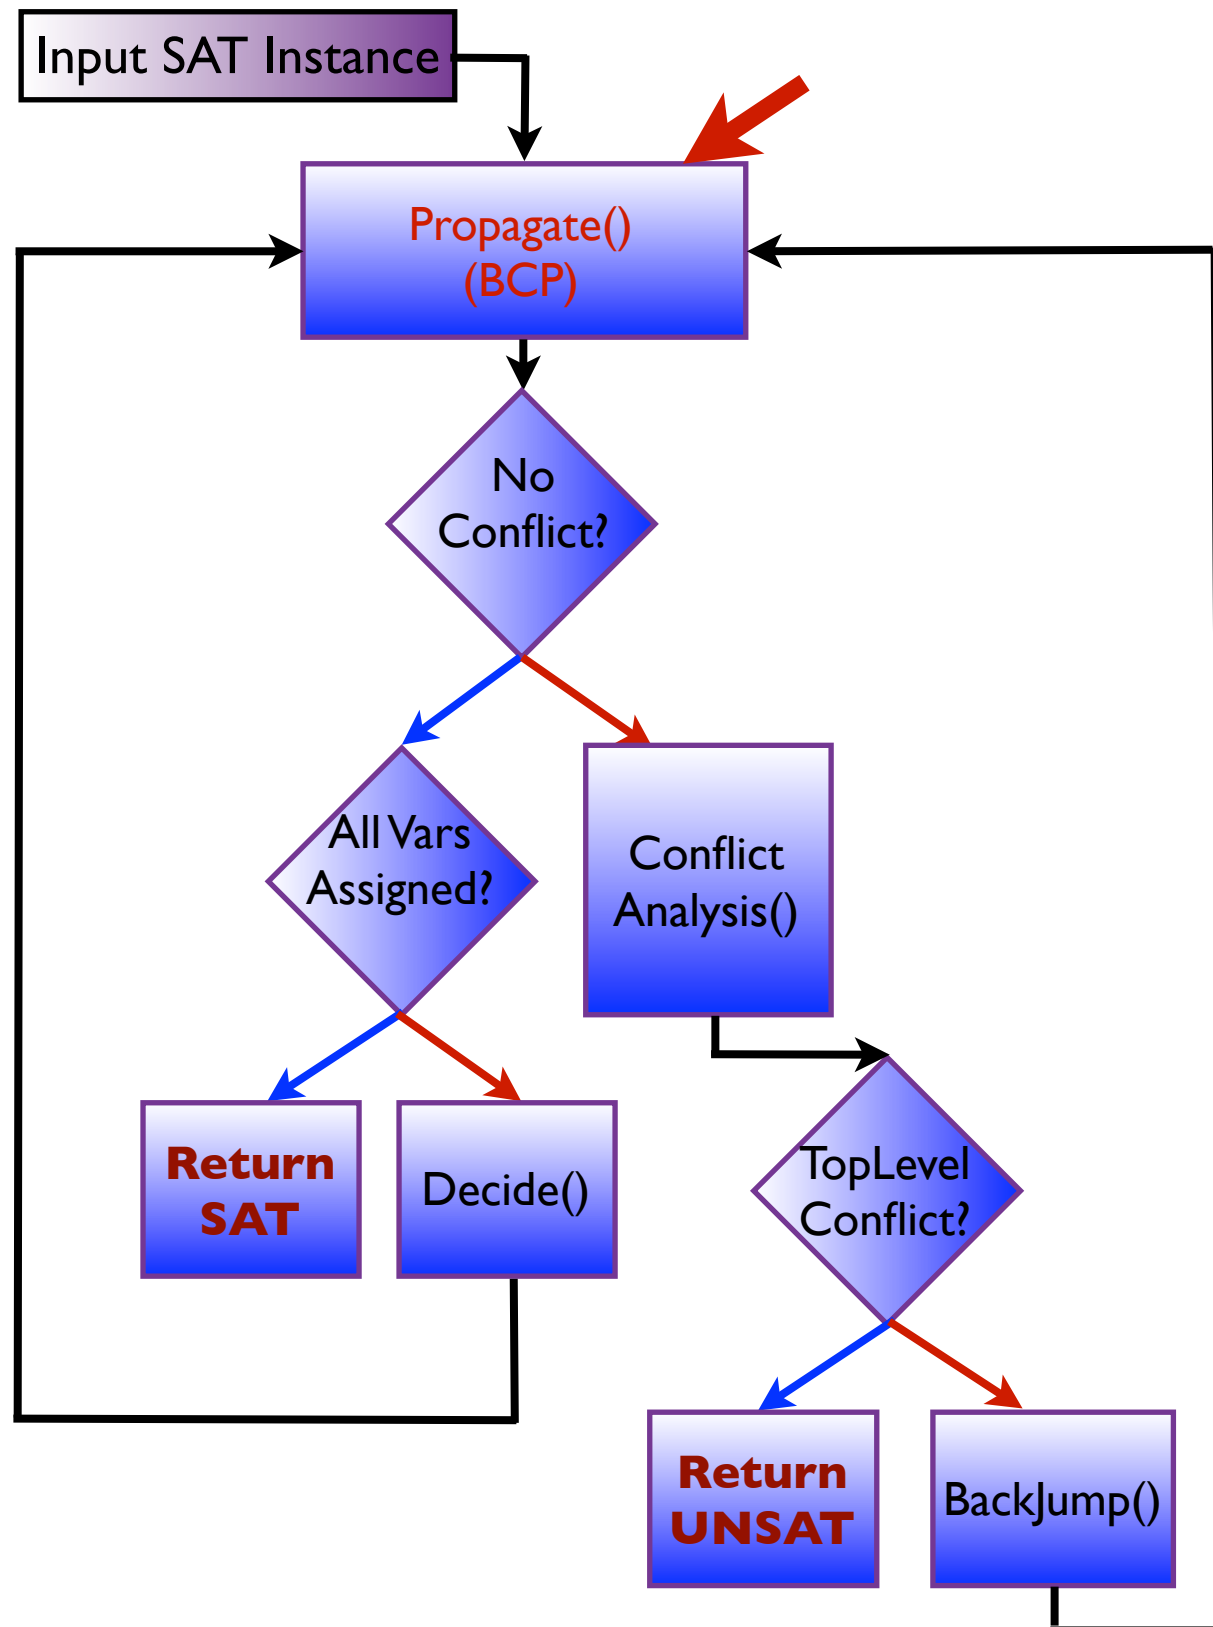 Input SAT Instance
Propagate()
(BCP)
No
Conflict?
All Vars
Assigned?
Conflict
Analysis()
Return
SAT
Decide()
TopLevel
Conflict?
Return
UNSAT
BackJump()